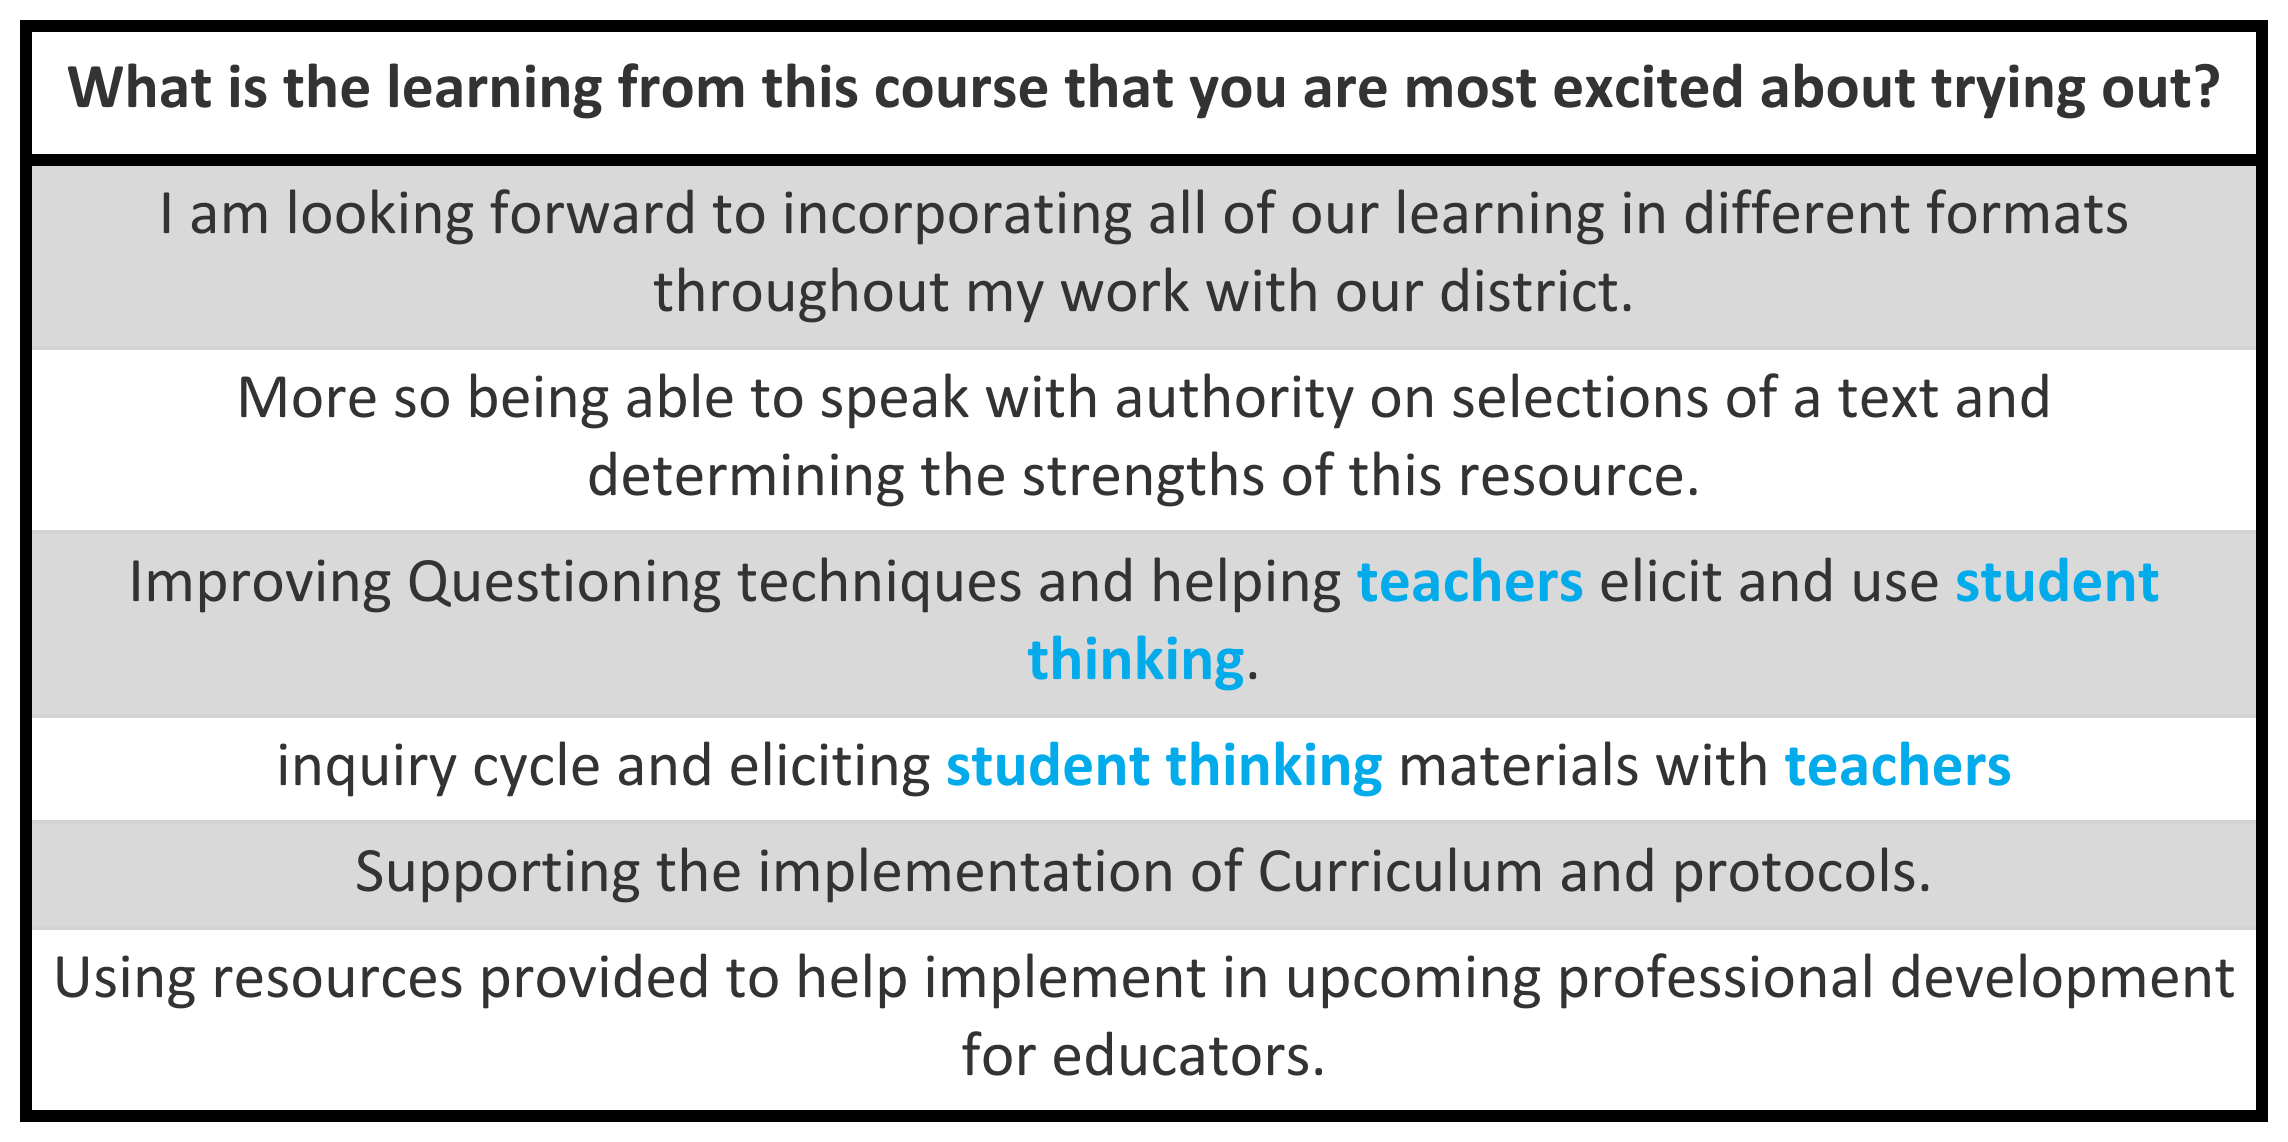 What is the learning from this course that you are most excited about trying out?
I am looking forward to incorporating all of our learning in different formats
throughout my work with our district.
More so being able to speak with authority on selections of a text and
determining the strengths of this resource.
Improving Questioning techniques and helping teachers elicit and use student
thinking.
inquiry cycle and eliciting student thinking materials with teachers
Supporting the implementation of Curriculum and protocols.
Using resources provided to help implement in upcoming professional development
for educators.